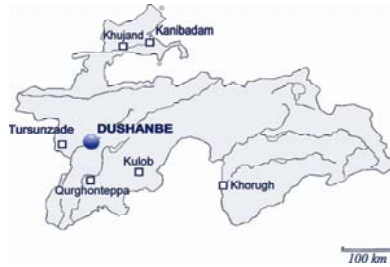 Khujand
Kanibadam
DUSHANBE
Tursunzade
Kulob
Qurghonteppa
Khorugh
100 km